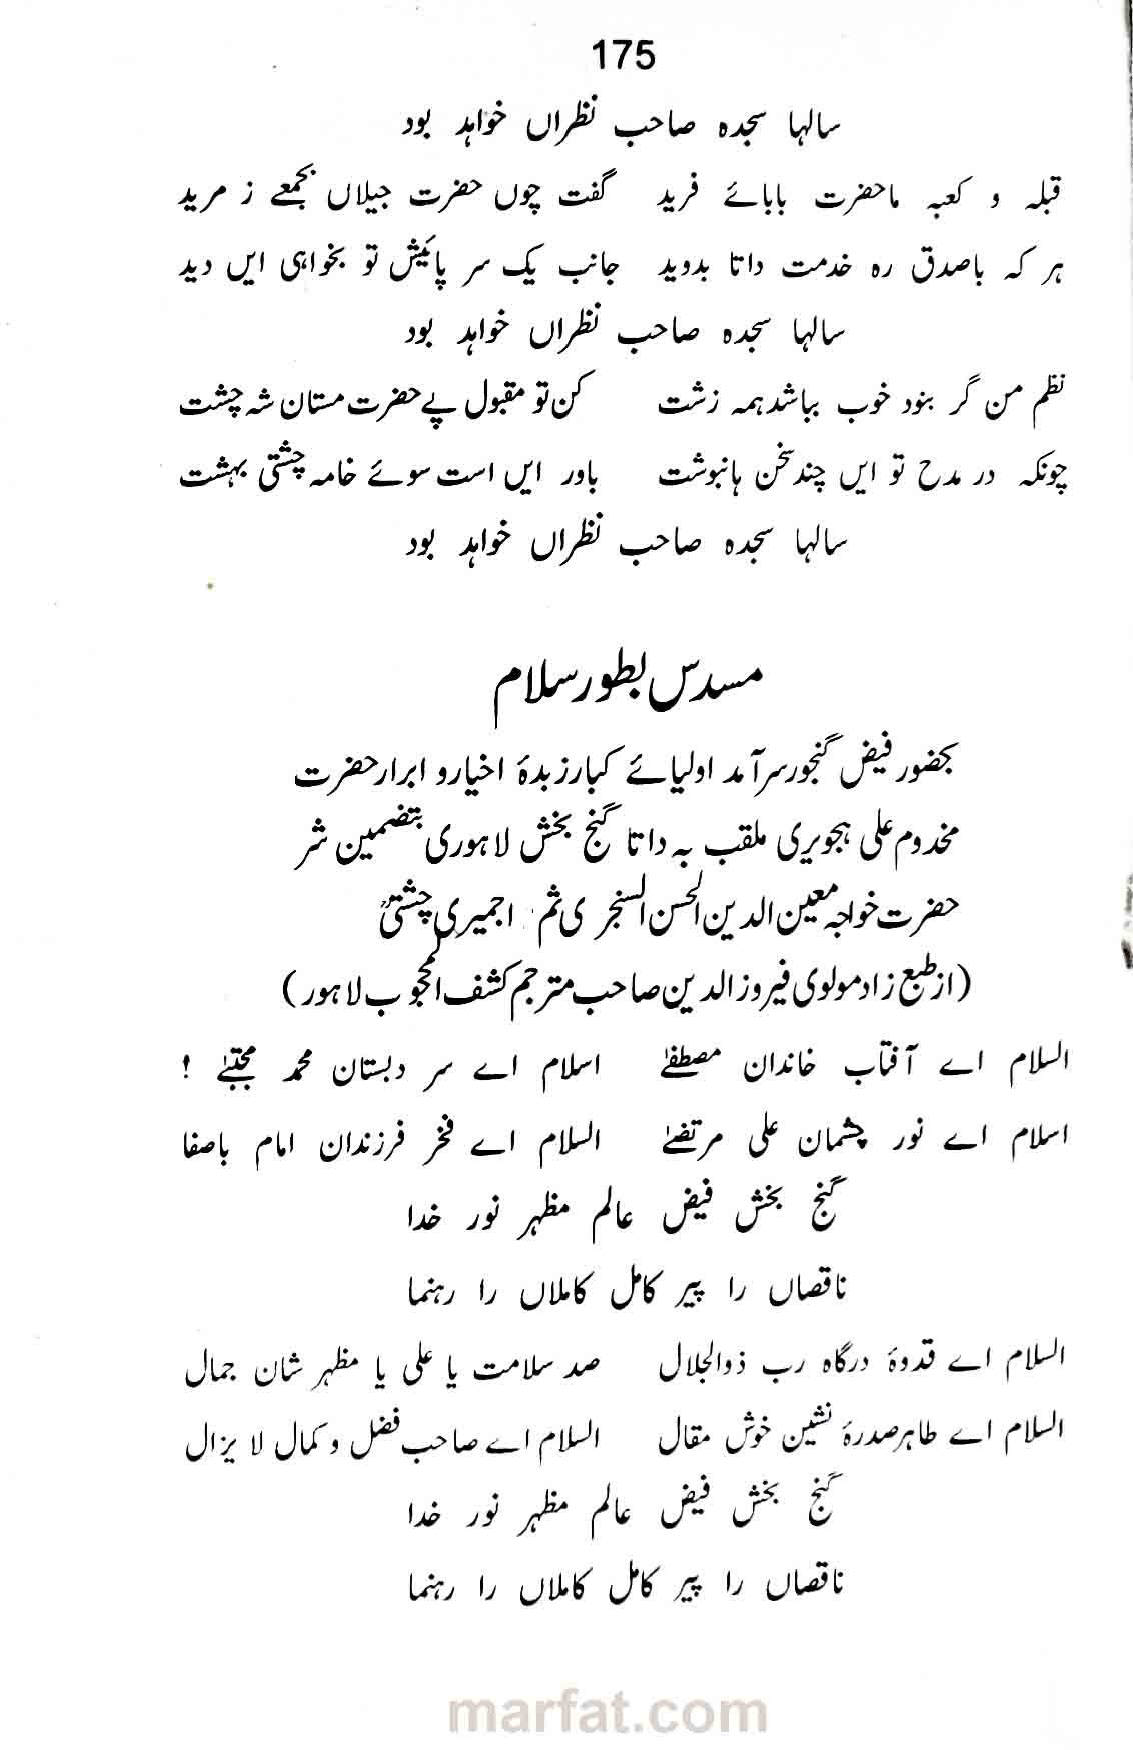 175
سالہا سجدہ صاحب نظراں خواہد بود
قبلہ و کعبہ ماحضرت بابائے فرید گفت چوں حضرت جیلاں بجمعے ز مرید
ہر کہ باصدق رہ خدمت داتا بدوید جانب یک سر پائیش تو بخواہی ایں دید
سالہا سجدہ صاحب نظراں خواہد بود
نظم من گر بنود خوب بباشد ہمہ زشت کن تو مقبول پے حضرت مستان شہ چشت
چونکہ در مدح تو ایں چند سخن ہا نبوشت باور ایں است سوئے خامہ چشتی بہشت
سالہا سجدہ صاحب نظراں خواہد بود
مسدس بطور سلام
بحضور فیض گنجور سر آمد اولیائے کبار زبدۂ اخیار و ابرار حضرت
مخدوم علی ہجویری ملقب بہ داتا گنج بخش لاہوری بتضمین شر
حضرت خواجہ معین الدین الحسن السنجر ی ثم اجمیری چشتیؒ
(از طبع زاد مولوی فیروز الدین صاحب مترجم کشف المحجوب لاہور)
السلام اے آفتاب خاندان مصطفےٰ اسلام اے سر دبستان محمد مجتبےٰ !
اسلام اے نور چشمان علی مرتضےٰ السلام اے فخر فرزندان امام باصفا
گنج بخش فیض عالم مظہر نور خدا
ناقصاں را پیر کامل کاملاں را رہنما
السلام اے قدوۂ درگاہ رب ذوالجلال صد سلامت یا علی یا مظہر شان جمال
السلام اے طاہر صدرۂ نشین خوش مقال السلام اے صاحب فضل و کمال لا یزال
گنج بخش فیض عالم مظہر نور خدا
ناقصاں را پیر کامل کاملاں را رہنما
marfat.com